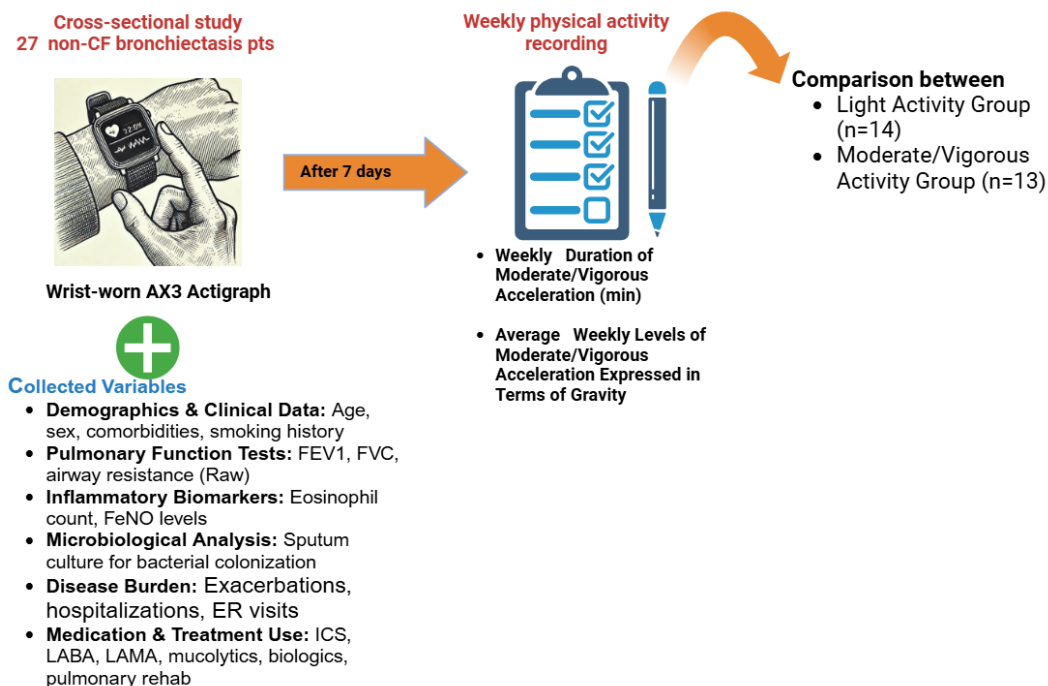 Cross-sectional study
27 non-CF bronchiectasis pts
Wrist-worn AX3 Actigraph
Collected Variables
• Demographics & Clinical Data: Age,
sex, comorbidities, smoking history
• Pulmonary Function Tests: FEV1, FVC,
airway resistance (Raw)
• Inflammatory Biomarkers: Eosinophil
count, FeNO levels
• Microbiological Analysis: Sputum
culture for bacterial colonization
• Disease Burden: Exacerbations,
hospitalizations, ER visits
• Medication & Treatment Use: ICS,
LABA, LAMA, mucolytics, biologics,
pulmonary rehab
After 7 days
Weekly physical activity
recording
• Weekly Duration of
Moderate/Vigorous
Acceleration (min)
• Average Weekly Levels of
Moderate/Vigorous
Acceleration Expressed in
Terms of Gravity
Comparison between
• Light Activity Group
(n=14)
• Moderate/Vigorous
Activity Group (n=13)